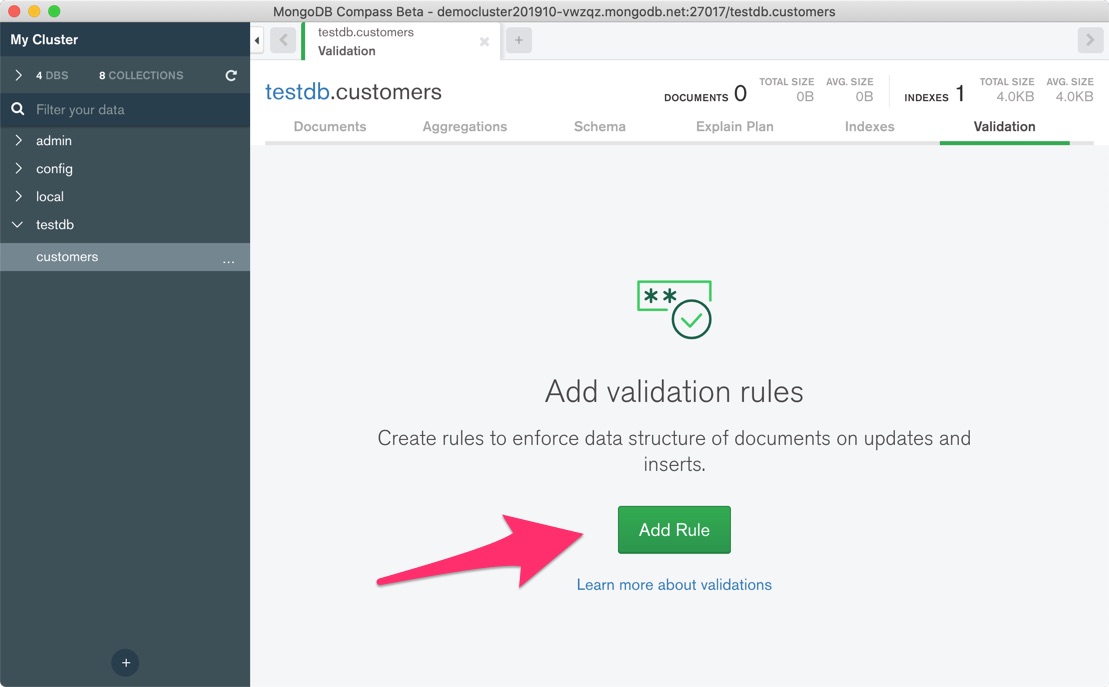 MongoDB Compass Beta - democluster201910-vwzqz.mongodb.net:27017/testdb.customers
My Cluster
4 DBS 8 COLLECTIONS
Filter your data
admin
config
local
testdb
customers ...
+
testdb.customers
Validation
+
testdb.customers
DOCUMENTS 0 TOTAL SIZE 0B AVG. SIZE 0B INDEXES 1 TOTAL SIZE 4.0KB AVG. SIZE 4.0KB
Documents Aggregations Schema Explain Plan Indexes Validation
**
Add validation rules
Create rules to enforce data structure of documents on updates and
inserts.
Add Rule
Learn more about validations